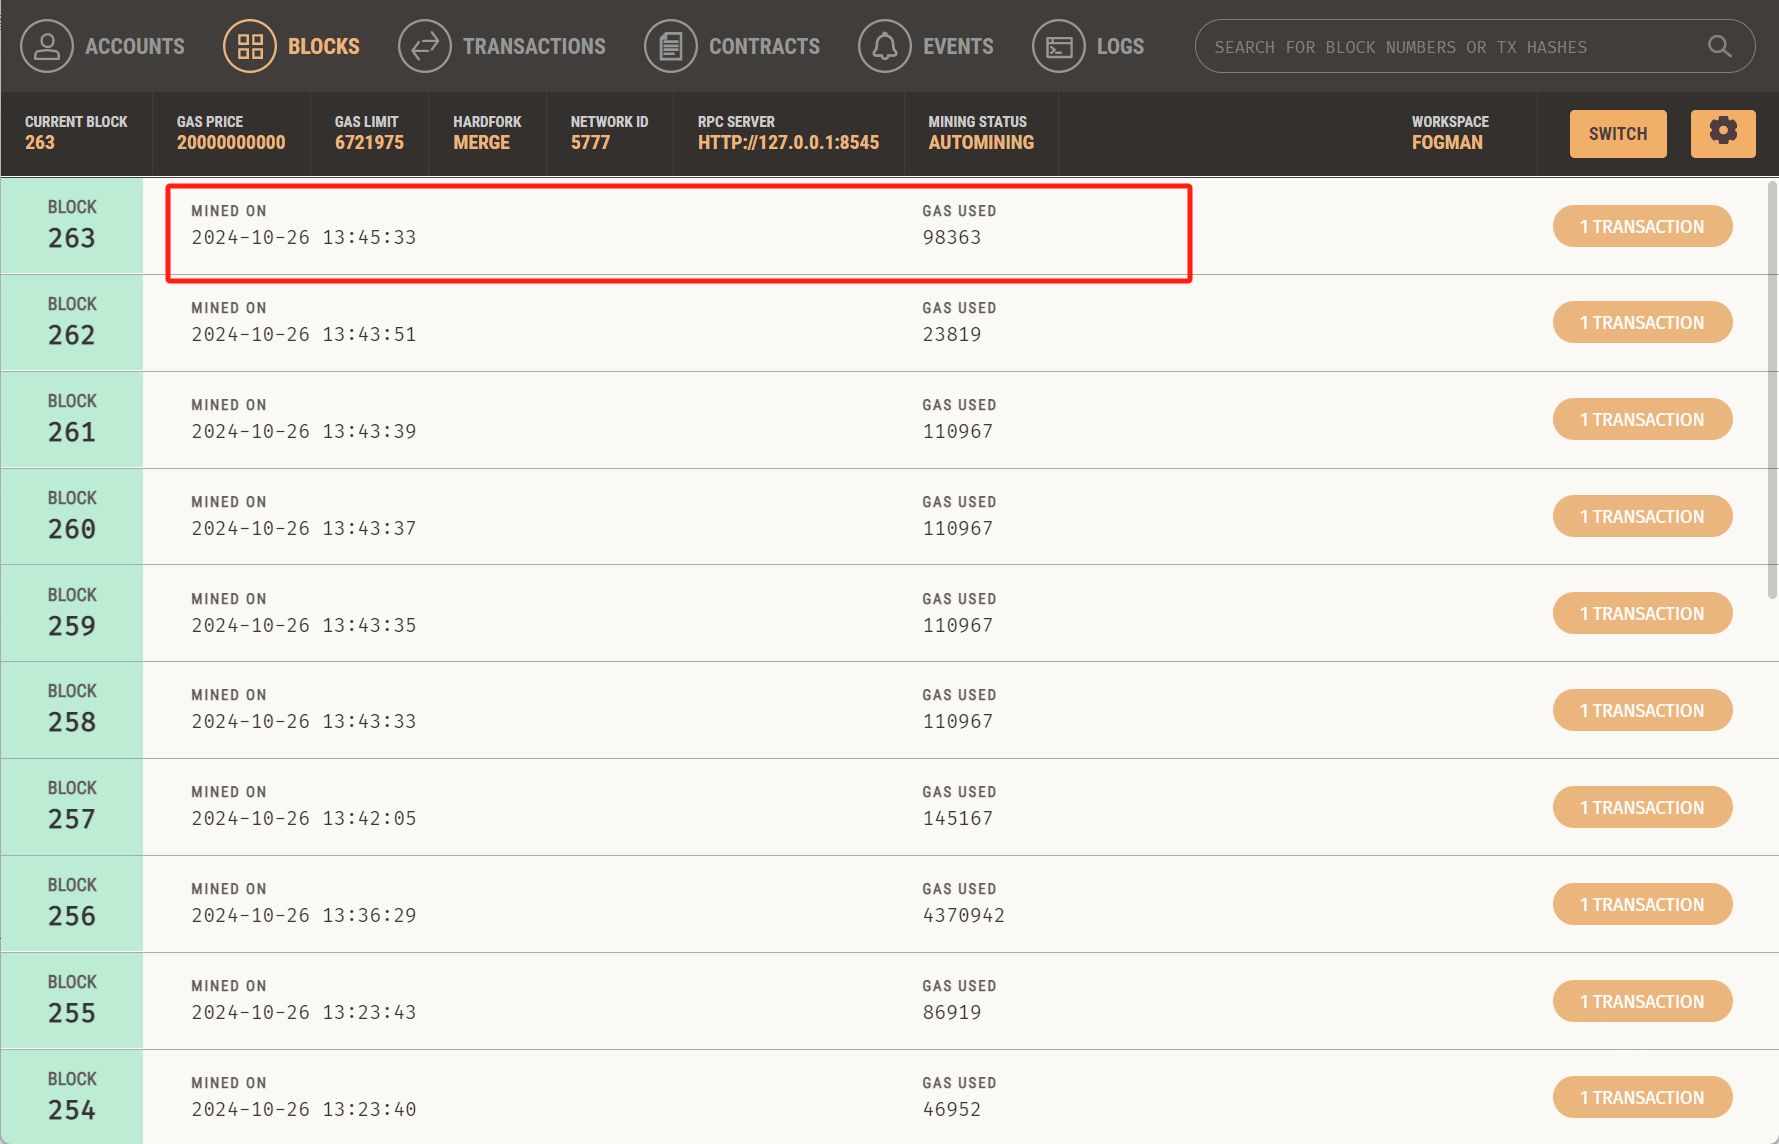 ACCOUNTS
BLOCKS
TRANSACTIONS
CONTRACTS
EVENTS
LOGS
SEARCH FOR BLOCK NUMBERS OR TX HASHES
CURRENT BLOCK
263
GAS PRICE
20000000000
GAS LIMIT
6721975
HARDFORK
MERGE
NETWORK ID
5777
RPC SERVER
HTTP://127.0.0.1:8545
MINING STATUS
AUTOMINING
WORKSPACE
FOGMAN
SWITCH
BLOCK
263
MINED ON
2024-10-26 13:45:33
GAS USED
98363
1 TRANSACTION
BLOCK
262
MINED ON
2024-10-26 13:43:51
GAS USED
23819
1 TRANSACTION
BLOCK
261
MINED ON
2024-10-26 13:43:39
GAS USED
110967
1 TRANSACTION
BLOCK
260
MINED ON
2024-10-26 13:43:37
GAS USED
110967
1 TRANSACTION
BLOCK
259
MINED ON
2024-10-26 13:43:35
GAS USED
110967
1 TRANSACTION
BLOCK
258
MINED ON
2024-10-26 13:43:33
GAS USED
110967
1 TRANSACTION
BLOCK
257
MINED ON
2024-10-26 13:42:05
GAS USED
145167
1 TRANSACTION
BLOCK
256
MINED ON
2024-10-26 13:36:29
GAS USED
4370942
1 TRANSACTION
BLOCK
255
MINED ON
2024-10-26 13:23:43
GAS USED
86919
1 TRANSACTION
BLOCK
254
MINED ON
2024-10-26 13:23:40
GAS USED
46952
1 TRANSACTION